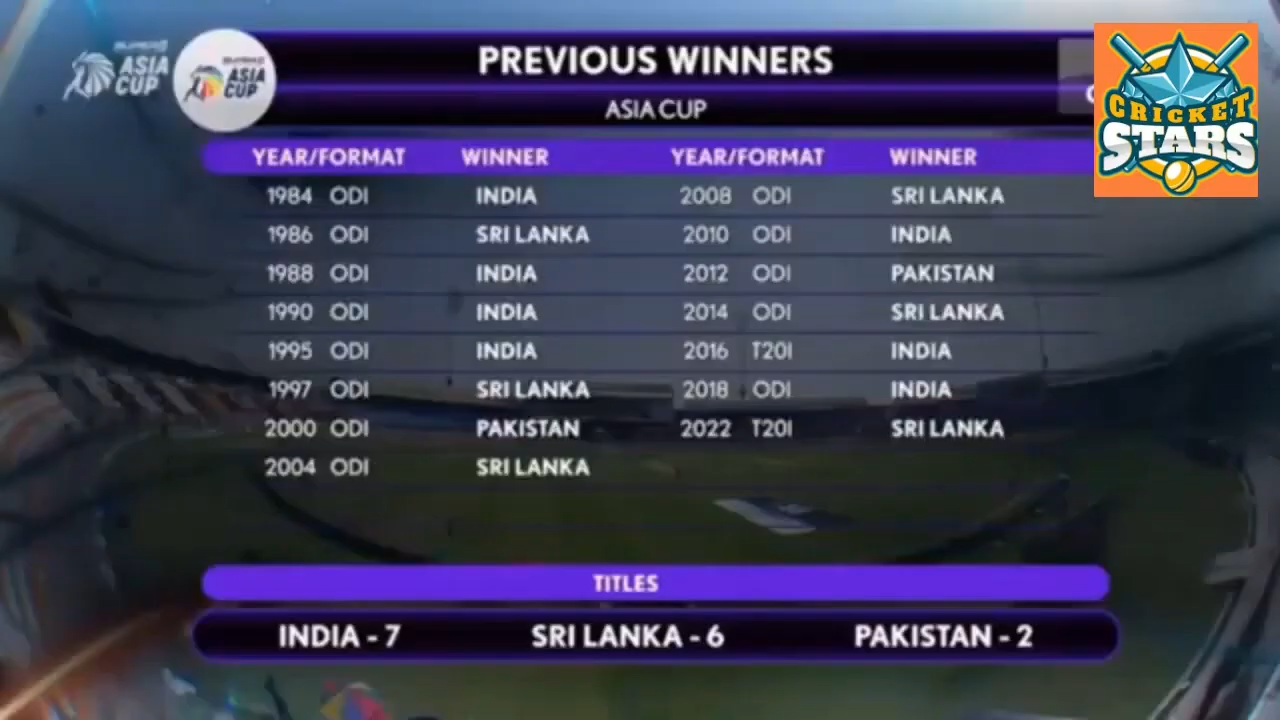 ASIA CUP
ASIA CUP
PREVIOUS WINNERS
ASIA CUP
CRICKET STARS
YEAR/FORMAT WINNER YEAR/FORMAT WINNER
1984 ODI INDIA 2008 ODI SRI LANKA
1986 ODI SRI LANKA 2010 ODI INDIA
1988 ODI INDIA 2012 ODI PAKISTAN
1990 ODI INDIA 2014 ODI SRI LANKA
1995 ODI INDIA 2016 T20I INDIA
1997 ODI SRI LANKA 2018 ODI INDIA
2000 ODI PAKISTAN 2022 T20I SRI LANKA
2004 ODI SRI LANKA
TITLES
INDIA - 7 SRI LANKA - 6 PAKISTAN - 2